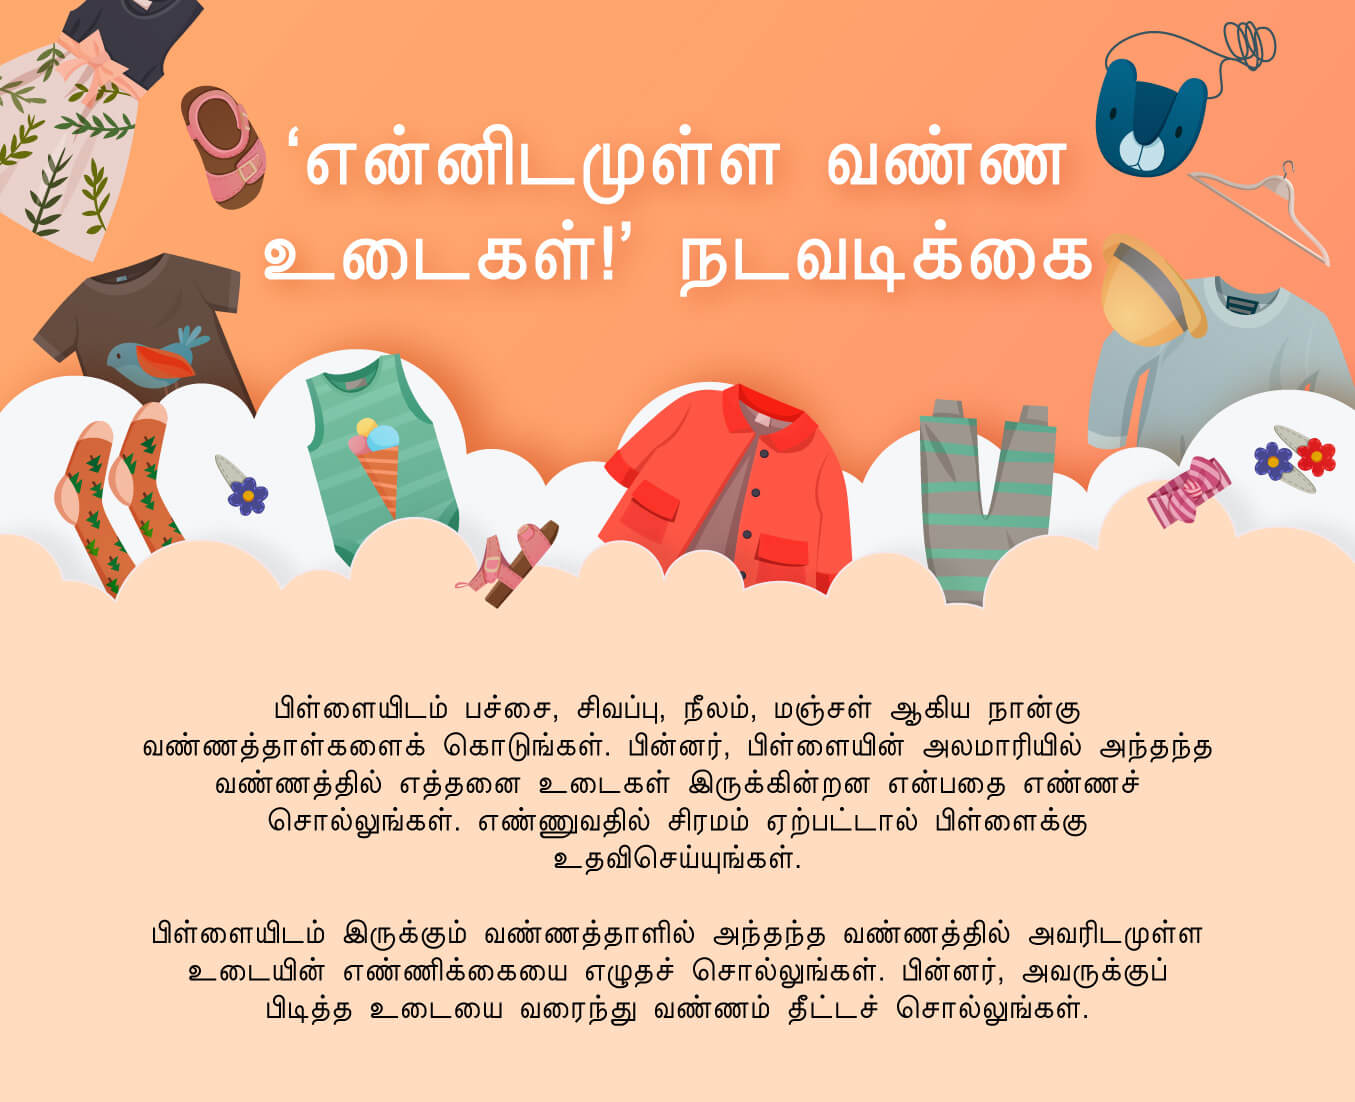 ‘என்னிடமுள்ள வண்ண
உடைகள்!’ நடவடிக்கை
பிள்ளையிடம் பச்சை, சிவப்பு, நீலம், மஞ்சள் ஆகிய நான்கு
வண்ணத்தாள்களைக் கொடுங்கள். பின்னர், பிள்ளையின் அலமாரியில் அந்தந்த
வண்ணத்தில் எத்தனை உடைகள் இருக்கின்றன என்பதை எண்ணச்
சொல்லுங்கள். எண்ணுவதில் சிரமம் ஏற்பட்டால் பிள்ளைக்கு
உதவிசெய்யுங்கள்.
பிள்ளையிடம் இருக்கும் வண்ணத்தாளில் அந்தந்த வண்ணத்தில் அவரிடமுள்ள
உடையின் எண்ணிக்கையை எழுதச் சொல்லுங்கள். பின்னர், அவருக்குப்
பிடித்த உடையை வரைந்து வண்ணம் தீட்டச் சொல்லுங்கள்.